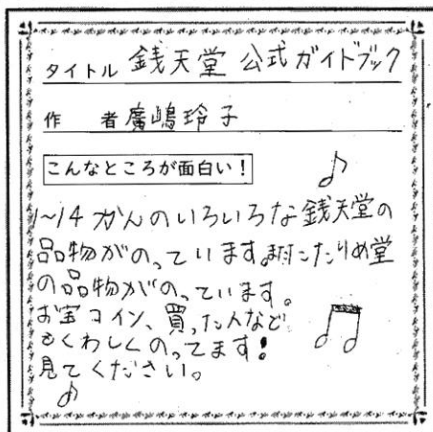 タイトル 銭天堂 公式ガイドブック
作者 廣嶋玲子
こんなところが面白い!
1~14かんのいろいろな銭天堂の
品物がのっています。またたりめ堂
の品物がのっています。
お宝コイン、買った人など
もくわしくのってます!
見てください。